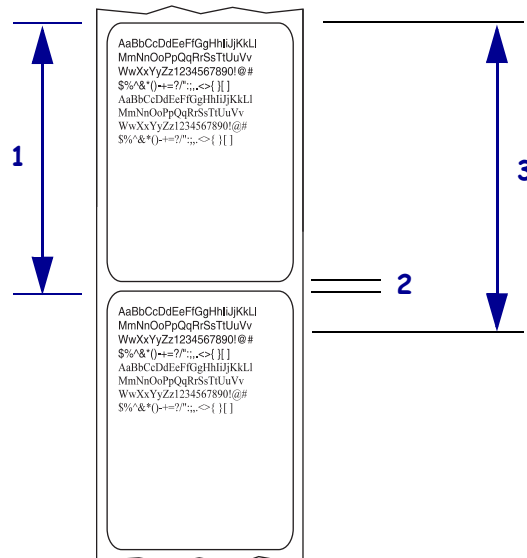 AaBbCcDdEeFfGgHhIiJjKkLl
MmNnOoPpQqRrSsTtUuVv
WwXxYyZz1234567890!@#
$%^&*()-+=?/":;,.<>{ }[ ]
AaBbCcDdEeFfGgHhIiJjKkLl
MmNnOoPpQqRrSsTtUuVv
WwXxYyZz1234567890!@#
$%^&*()-+=?/":;,.<>{ }[ ]
1
3
2
AaBbCcDdEeFfGgHhIiJjKkLl
MmNnOoPpQqRrSsTtUuVv
WwXxYyZz1234567890!@#
$%^&*()-+=?/":;,.<>{ }[ ]
AaBbCcDdEeFfGgHhIiJjKkLl
MmNnOoPpQqRrSsTtUuVv
WwXxYyZz1234567890!@#
$%^&*()-+=?/":;,.<>{ }[ ]